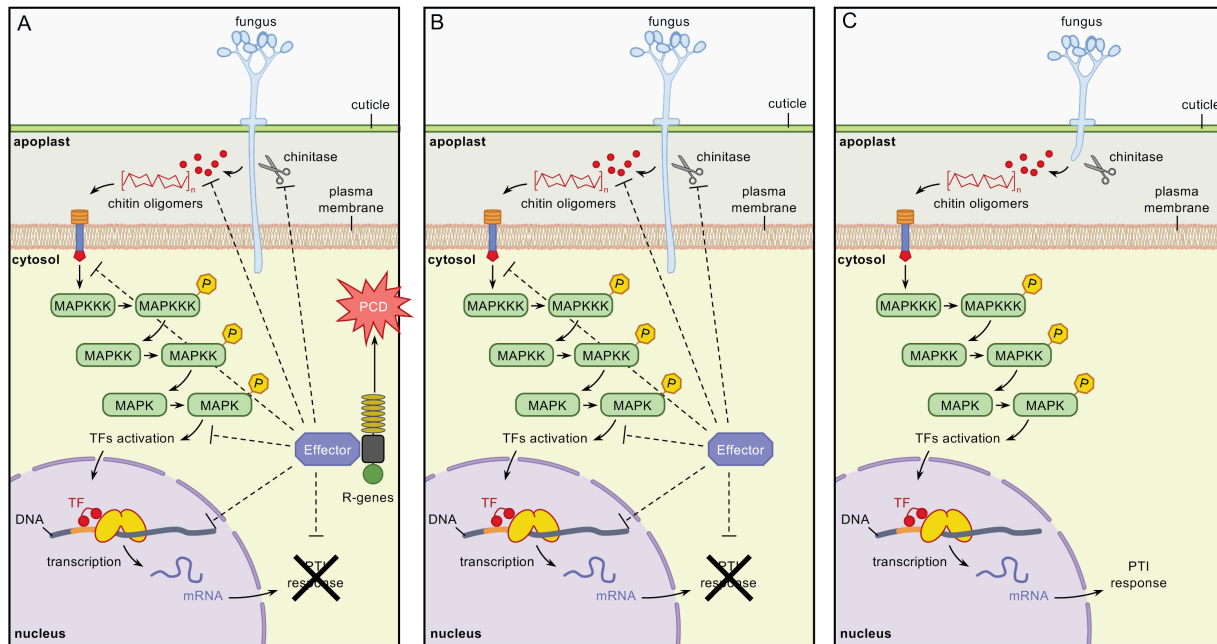 A
fungus
cuticle
apoplast
chinitase
n
chitin oligomers
plasma
membrane
cytosol
MAPKKK
MAPKKK
P
PCD
MAPKK
MAPKK
P
MAPK
MAPK
P
TFs activation
Effector
R-genes
TF
DNA
transcription
mRNA
PTI
response
nucleus
B
fungus
cuticle
apoplast
chinitase
n
chitin oligomers
plasma
membrane
cytosol
MAPKKK
MAPKKK
P
MAPKK
MAPKK
P
MAPK
MAPK
P
TFs activation
Effector
TF
DNA
transcription
mRNA
PTI
response
nucleus
C
fungus
cuticle
apoplast
chinitase
n
chitin oligomers
plasma
membrane
cytosol
MAPKKK
MAPKKK
P
MAPKK
MAPKK
P
MAPK
MAPK
P
TFs activation
TF
DNA
transcription
mRNA
PTI
response
nucleus